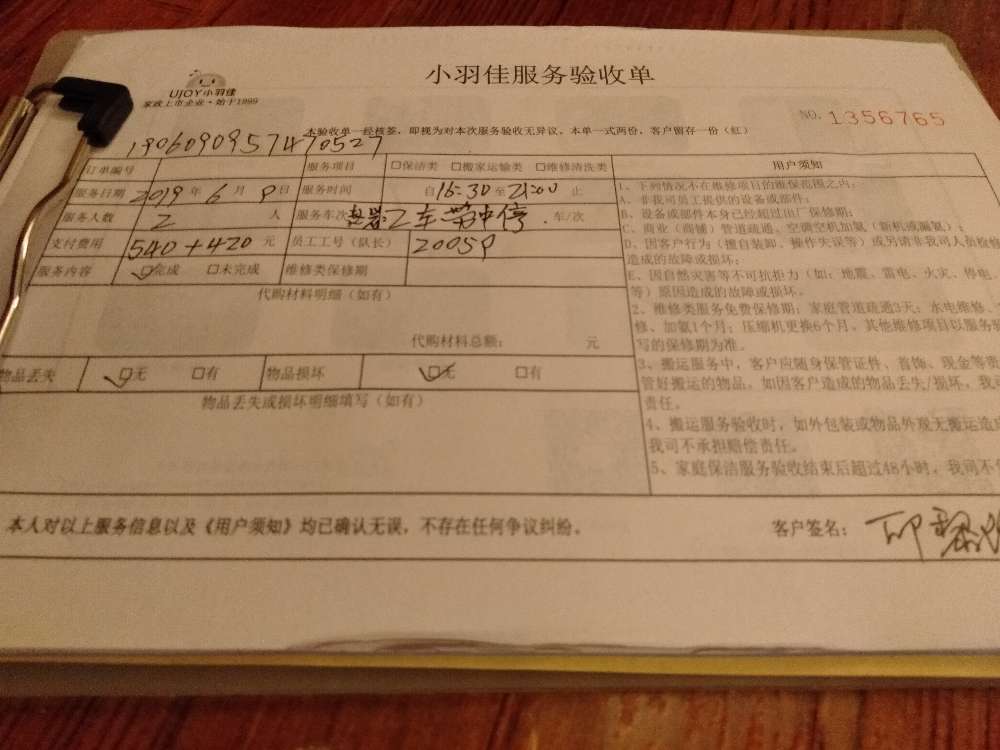 小羽佳服务验收单
UJOY小羽佳
家政上市企业·始于1999
NO. 1356765
本验收单一经核签，即视为对本次服务验收无异议，本单一式两份，客户留存一份（红）
1906090957470527
订单编号 服务项目 □保洁类 □搬家运输类 □维修清洗类
服务日期 2019 年 6 月 9 日 服务时间 自 16:30 至 21:00 止
服务人数 2 人 服务车次 2车 中停 车/次
支付费用 540+420 元 员工工号（队长） 20059
服务内容 ☑完成 □未完成 维修类保修期
代购材料明细（如有）
代购材料总额： 元
物品丢失 ☑无 □有 物品损坏 ☑无 □有
物品丢失或损坏明细填写（如有）
用户须知
1、下列情况不在维修项目的维保范围之内：
A、非我司员工提供的设备或部件；
B、设备或部件本身已经超过出厂保修期；
C、商业（商铺）管道疏通、空调空机加氟（新机或漏氟）；
D、因客户行为（擅自装卸、操作失误等）或另请非我司人员检修
造成的故障或损坏；
E、因自然灾害等不可抗拒力（如：地震、雷电、火灾、停电
等）原因造成的故障或损坏。
2、维修类服务免费保修期：家庭管道疏通3天；水电维修、
修、加氟1个月；压缩机更换6个月，其他维修项目以服务
写的保修期为准。
3、搬运服务中，客户应随身保管证件、首饰、现金等贵
管好搬运的物品，如因客户造成的物品丢失/损坏，我
责任。
4、搬运服务验收时，如外包装或物品外观无搬运造成
我司不承担赔偿责任。
5、家庭保洁服务验收结束后超过48小时，我司不
本人对以上服务信息以及《用户须知》均已确认无误，不存在任何争议纠纷。 客户签名：